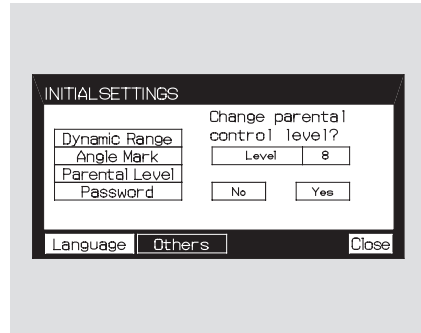 INITIALSETTINGS
Change parental
control level?
Dynamic Range
Angle Mark
Parental Level
Password
Level 8
No Yes
Language Others Close